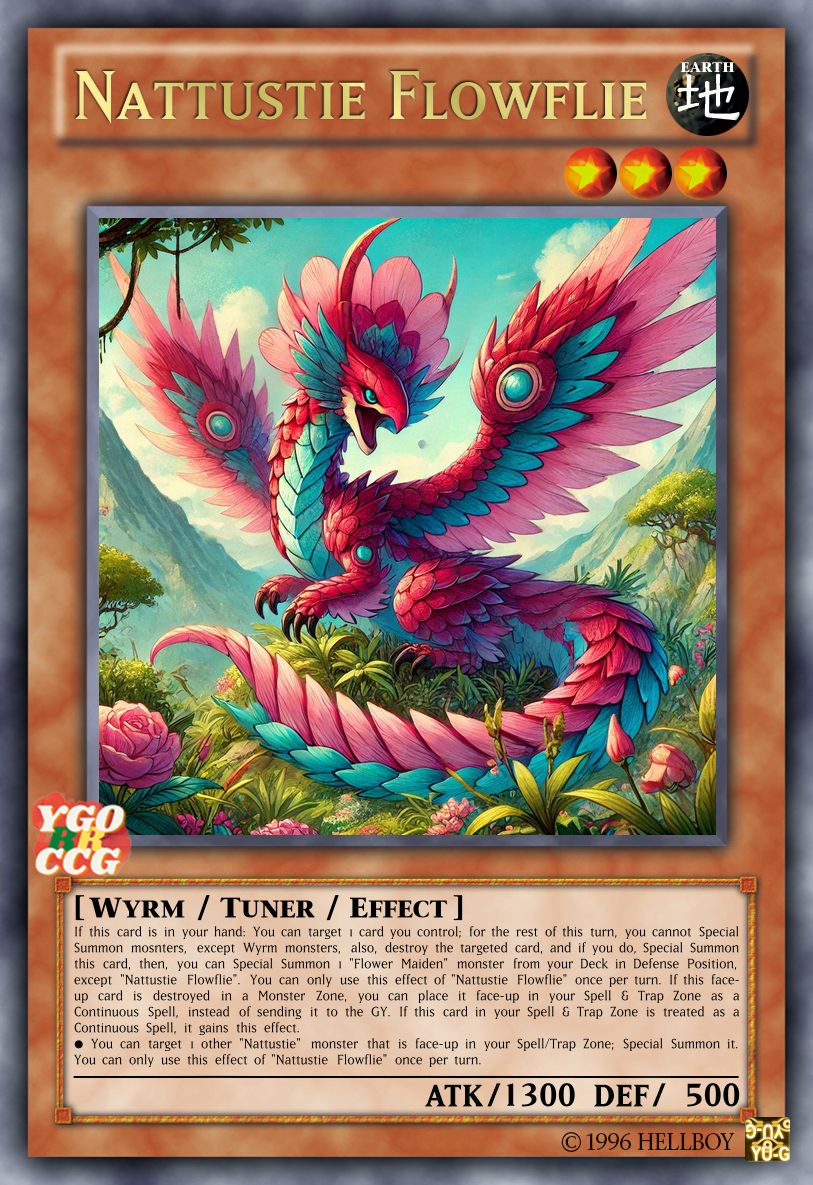 NATTUSTIE FLOWFLIE
EARTH
地
[ WYRM / TUNER / EFFECT ]
If this card is in your hand: You can target 1 card you control; for the rest of this turn, you cannot Special
Summon mosnters, except Wyrm monsters, also, destroy the targeted card, and if you do, Special Summon
this card, then, you can Special Summon 1 "Flower Maiden" monster from your Deck in Defense Position,
except "Nattustie Flowflie". You can only use this effect of "Nattustie Flowflie" once per turn. If this face-
up card is destroyed in a Monster Zone, you can place it face-up in your Spell & Trap Zone as a
Continuous Spell, instead of sending it to the GY. If this card in your Spell & Trap Zone is treated as a
Continuous Spell, it gains this effect.
● You can target 1 other "Nattustie" monster that is face-up in your Spell/Trap Zone; Special Summon it.
You can only use this effect of "Nattustie Flowflie" once per turn.
ATK/1300 DEF/ 500
YGO
BR
CCG
© 1996 HELLBOY